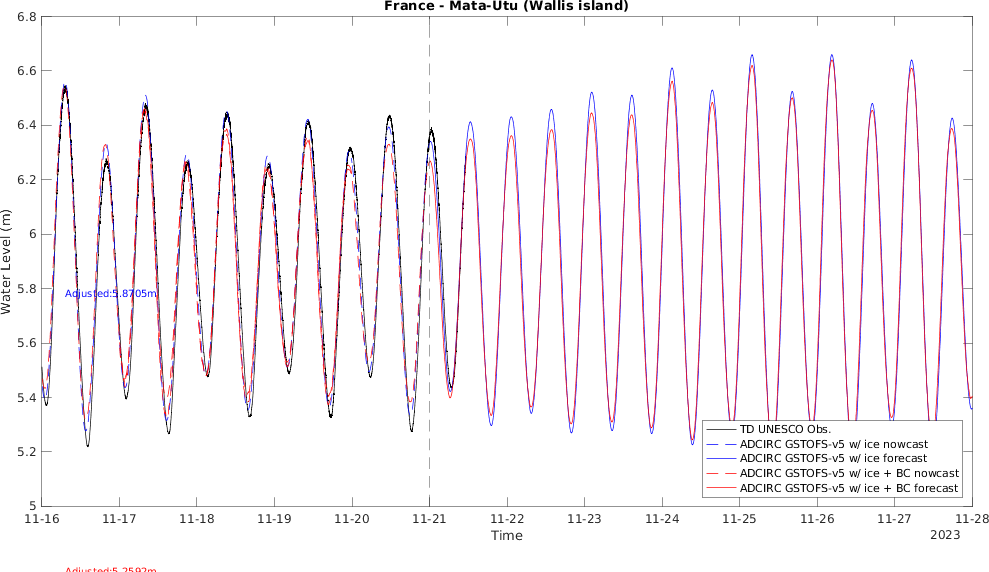 France - Mata-Utu (Wallis island)
6.8
6.6
6.4
6.2
6
5.8
5.6
5.4
5.2
5
Water Level (m)
Adjusted:5.8705m
TD UNESCO Obs.
ADCIRC GSTOFS-v5 w/ ice nowcast
ADCIRC GSTOFS-v5 w/ ice forecast
ADCIRC GSTOFS-v5 w/ ice + BC nowcast
ADCIRC GSTOFS-v5 w/ ice + BC forecast
11-16 11-17 11-18 11-19 11-20 11-21 11-22 11-23 11-24 11-25 11-26 11-27 11-28
Time
2023
Adjusted:5.2592m